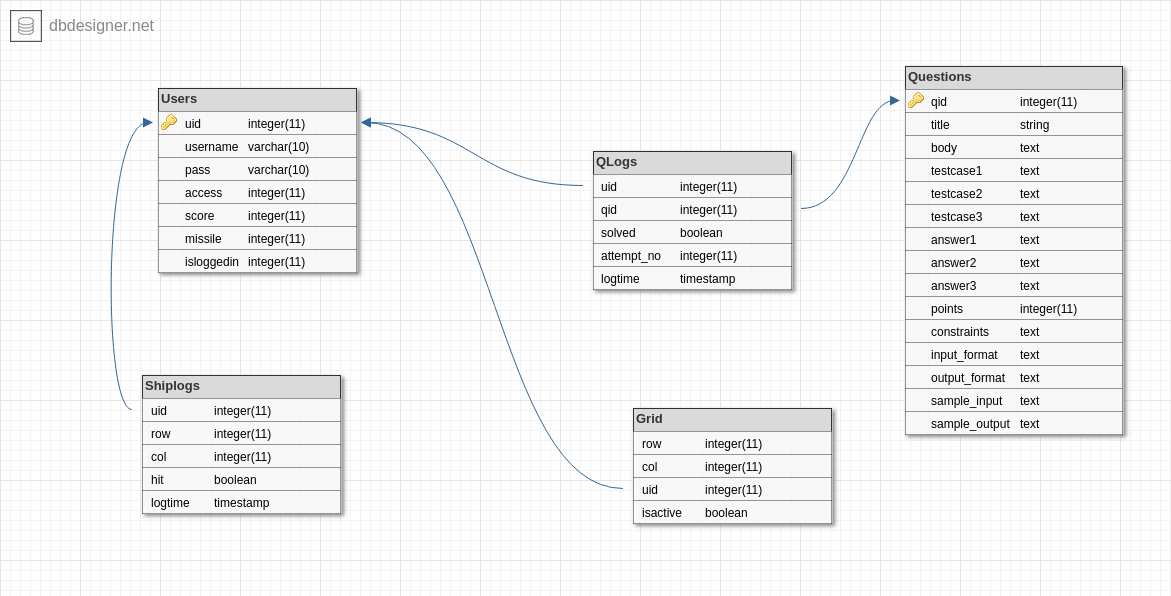 dbdesigner.net
Users
uid integer(11)
username varchar(10)
pass varchar(10)
access integer(11)
score integer(11)
missile integer(11)
isloggedin integer(11)
QLogs
uid integer(11)
qid integer(11)
solved boolean
attempt_no integer(11)
logtime timestamp
Questions
qid integer(11)
title string
body text
testcase1 text
testcase2 text
testcase3 text
answer1 text
answer2 text
answer3 text
points integer(11)
constraints text
input_format text
output_format text
sample_input text
sample_output text
Shiplogs
uid integer(11)
row integer(11)
col integer(11)
hit boolean
logtime timestamp
Grid
row integer(11)
col integer(11)
uid integer(11)
isactive boolean